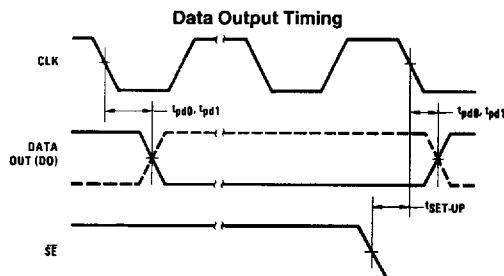 Data Output Timing
CLK
tpd0, tpd1
tpd0, tpd1
DATA
OUT (DO)
tSET-UP
SE